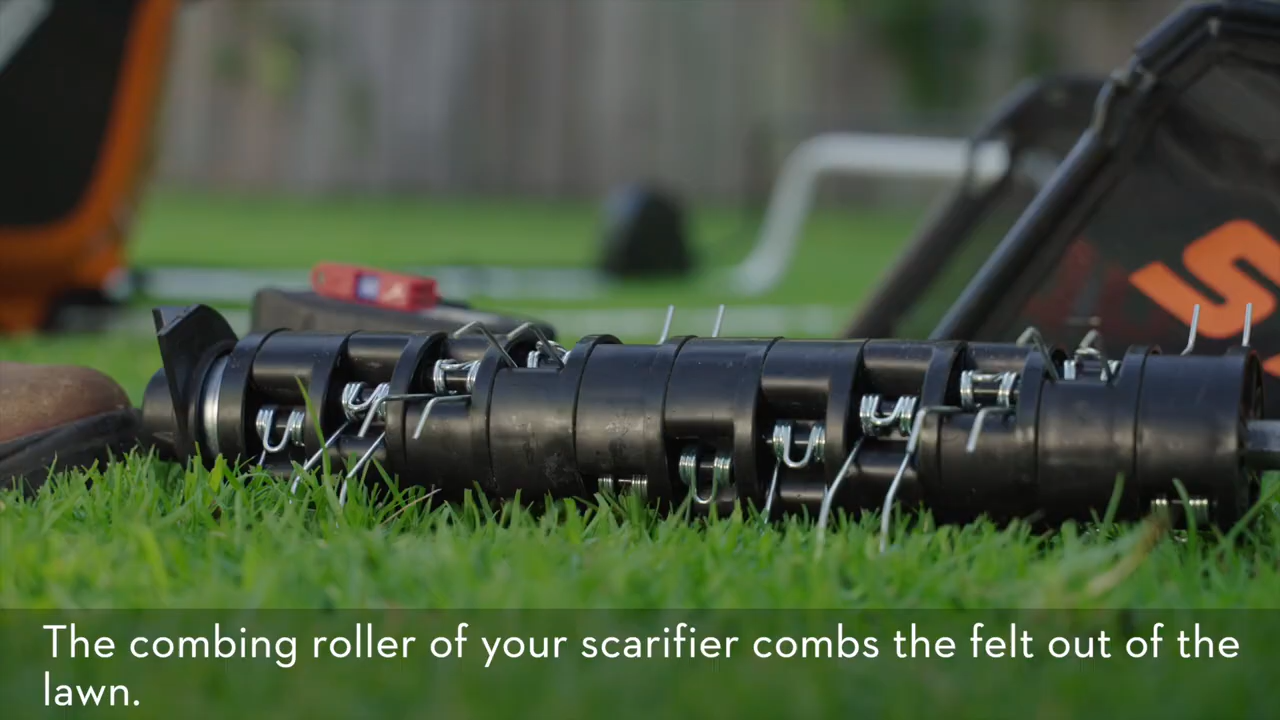 S
The combing roller of your scarifier combs the felt out of the
lawn.